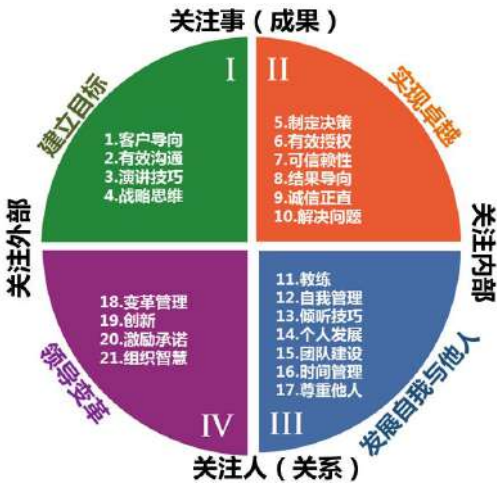 关注事（成果）
建立目标
I
1.客户导向
2.有效沟通
3.演讲技巧
4.战略思维
II
实现卓越
5.制定决策
6.有效授权
7.可信赖性
8.结果导向
9.诚信正直
10.解决问题
关注外部
关注内部
18.变革管理
19.创新
20.激励承诺
21.组织智慧
IV
领导变革
11.教练
12.自我管理
13.倾听技巧
14.个人发展
15.团队建设
16.时间管理
17.尊重他人
III
发展自我与他人
关注人（关系）